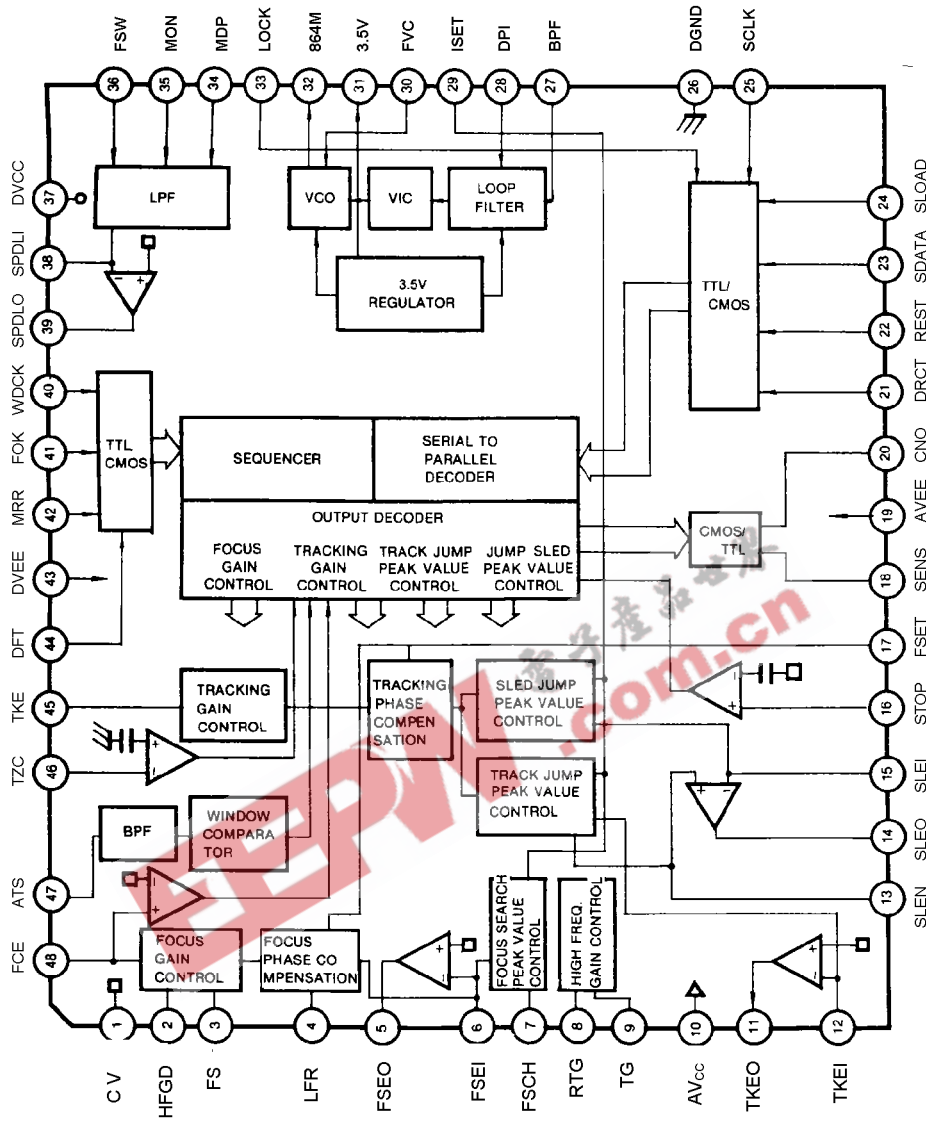 FSW
MON
MDP
LOCK
864M
3.5V
FVC
ISET
DPI
BPF
DGND
SCLK
36
35
34
33
32
31
30
29
28
27
26
25
DVCC
37
SPDLI
38
SPDLO
39
WDCK
40
FOK
41
MRR
42
DVEE
43
DFT
44
TKE
45
TZC
46
ATS
47
FCE
48
LPF
VCO
VIC
LOOP
FILTER
3.5V
REGULATOR
TTL/
CMOS
TTL
CMOS
SEQUENCER
SERIAL TO
PARALLEL
DECODER
OUTPUT DECODER
FOCUS
GAIN
CONTROL
TRACKING
GAIN
CONTROL
TRACK JUMP
PEAK VALUE
CONTROL
JUMP SLED
PEAK VALUE
CONTROL
CMOS/
TTL
TRACKING
GAIN
CONTROL
TRACKING
PHASE
COMPEN
SATION
SLED JUMP
PEAK VALUE
CONTROL
TRACK JUMP
PEAK VALUE
CONTROL
BPF
WINDOW
COMPARA
TOR
FOCUS
GAIN
CONTROL
FOCUS
PHASE CO
MPENSATION
FOCUS SEARCH
PEAK VALUE
CONTROL
HIGH FREQ.
GAIN CONTROL
24
SLOAD
23
SDATA
22
REST
21
DRCT
20
CNO
19
AVEE
18
SENS
17
FSET
16
STOP
15
SLEI
14
SLEO
13
SLEN
1
2
3
4
5
6
7
8
9
10
11
12
CV
HFGD
FS
LFR
FSEO
FSEI
FSCH
RTG
TG
AVcc
TKEO
TKEI
電子產品世界
EEPW.com.cn